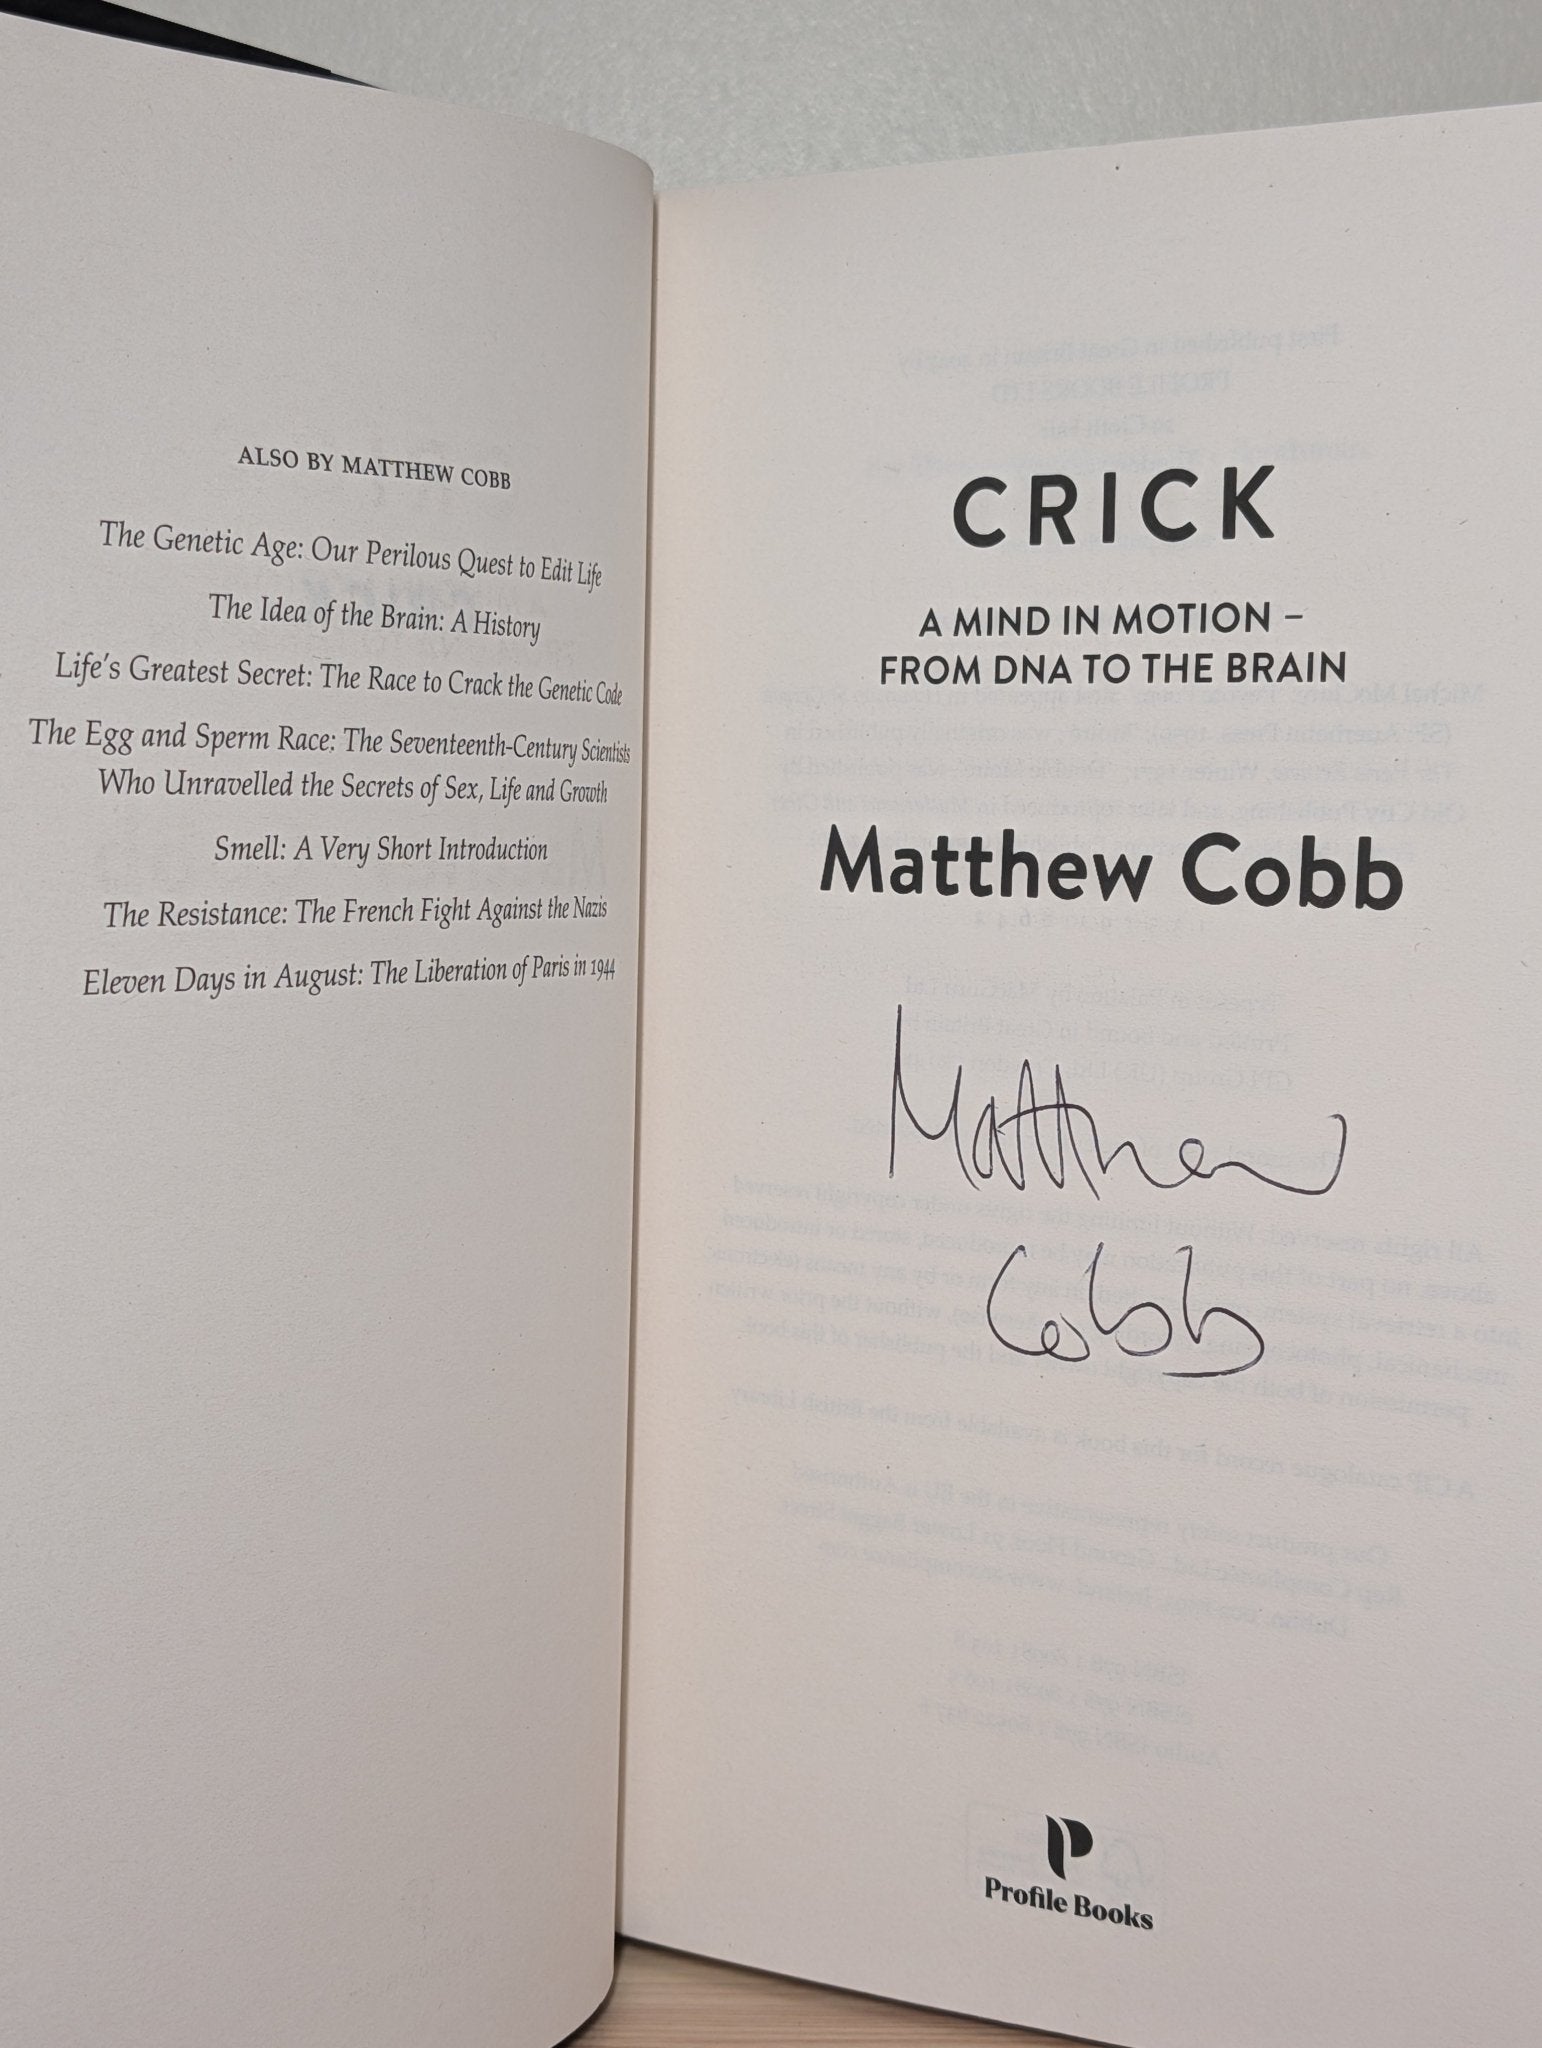 ALSO BY MATTHEW COBB
The Genetic Age: Our Perilous Quest to Edit Life
The Idea of the Brain: A History
Life's Greatest Secret: The Race to Crack the Genetic Code
The Egg and Sperm Race: The Seventeenth-Century Scientists
Who Unravelled the Secrets of Sex, Life and Growth
Smell: A Very Short Introduction
The Resistance: The French Fight Against the Nazis
Eleven Days in August: The Liberation of Paris in 1944
CRICK
A MIND IN MOTION –
FROM DNA TO THE BRAIN
Matthew Cobb
Matthew
Cobb
Profile Books